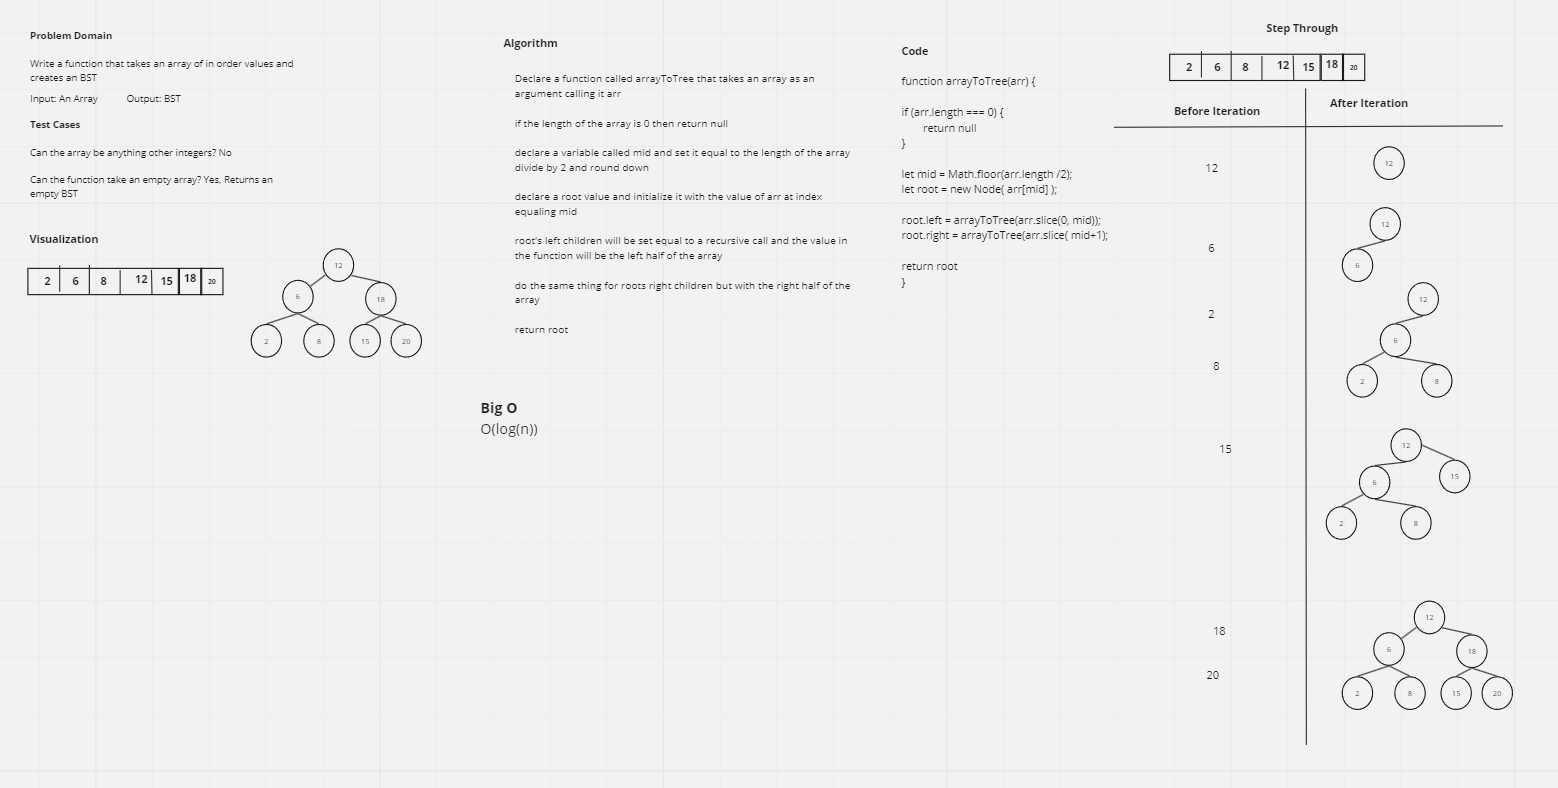 Problem Domain
Write a function that takes an array of in order values and
creates an BST
Input: An Array Output: BST
Test Cases
Can the array be anything other integers? No
Can the function take an empty array? Yes, Returns an
empty BST
Visualization
2 6 8 12 15 18 20
12
6 18
2 8 15 20
Algorithm
Declare a function called arrayToTree that takes an array as an
argument calling it arr
if the length of the array is 0 then return null
declare a variable called mid and set it equal to the length of the array
divide by 2 and round down
declare a root value and initialize it with the value of arr at index
equaling mid
root's left children will be set equal to a recursive call and the value in
the function will be the left half of the array
do the same thing for roots right children but with the right half of the
array
return root
Big O
O(log(n))
Code
function arrayToTree(arr) {
if (arr.length === 0) {
return null
}
let mid = Math.floor(arr.length /2);
let root = new Node( arr[mid] );
root.left = arrayToTree(arr.slice(0, mid));
root.right = arrayToTree(arr.slice( mid+1);
return root
}
Step Through
2 6 8 12 15 18 20
Before Iteration After Iteration
12
12
6
12
6
2
8
12
6
2 8
15
12
6 15
2 8
18
20
12
6 18
2 8 15 20